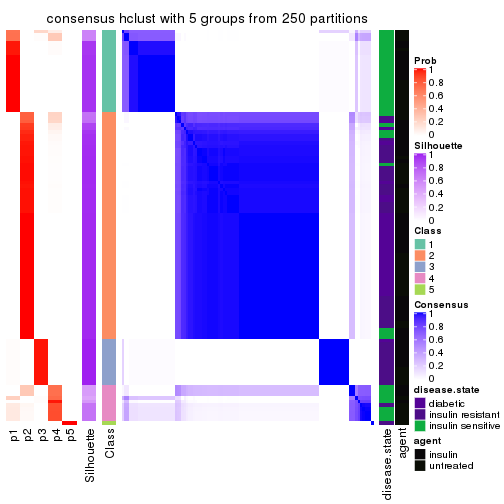 consensus hclust with 5 groups from 250 partitions
Prob
1
0.8
0.6
0.4
0.2
0
Silhouette
1
0.8
0.6
0.4
0.2
0
Class
1
2
3
4
5
Consensus
1
0.8
0.6
0.4
0.2
0
disease.state
diabetic
insulin resistant
insulin sensitive
agent
insulin
untreated
p1
p2
p3
p4
p5
Silhouette
Class
disease.state
agent